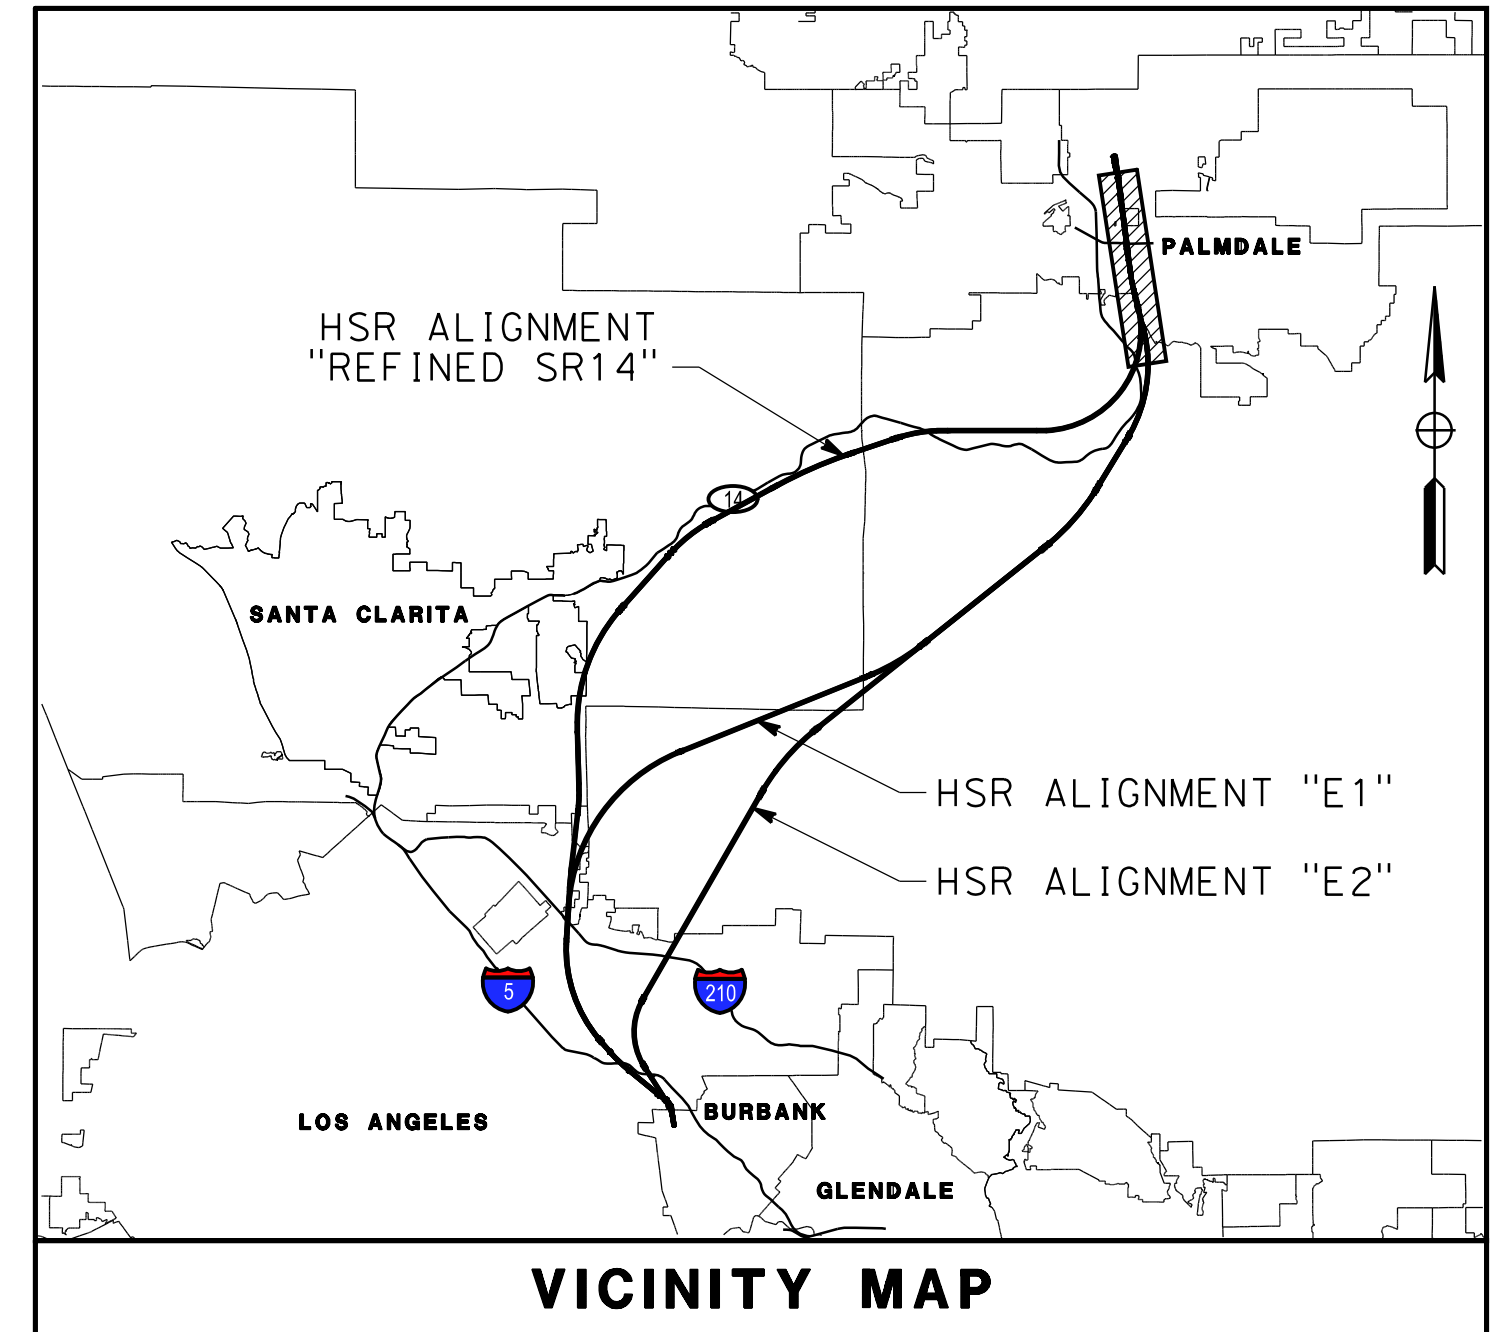 PALMDALE
HSR ALIGNMENT
"REFINED SR14"
14
SANTA CLARITA
HSR ALIGNMENT "E1"
HSR ALIGNMENT "E2"
5
210
BURBANK
LOS ANGELES
GLENDALE
VICINITY MAP